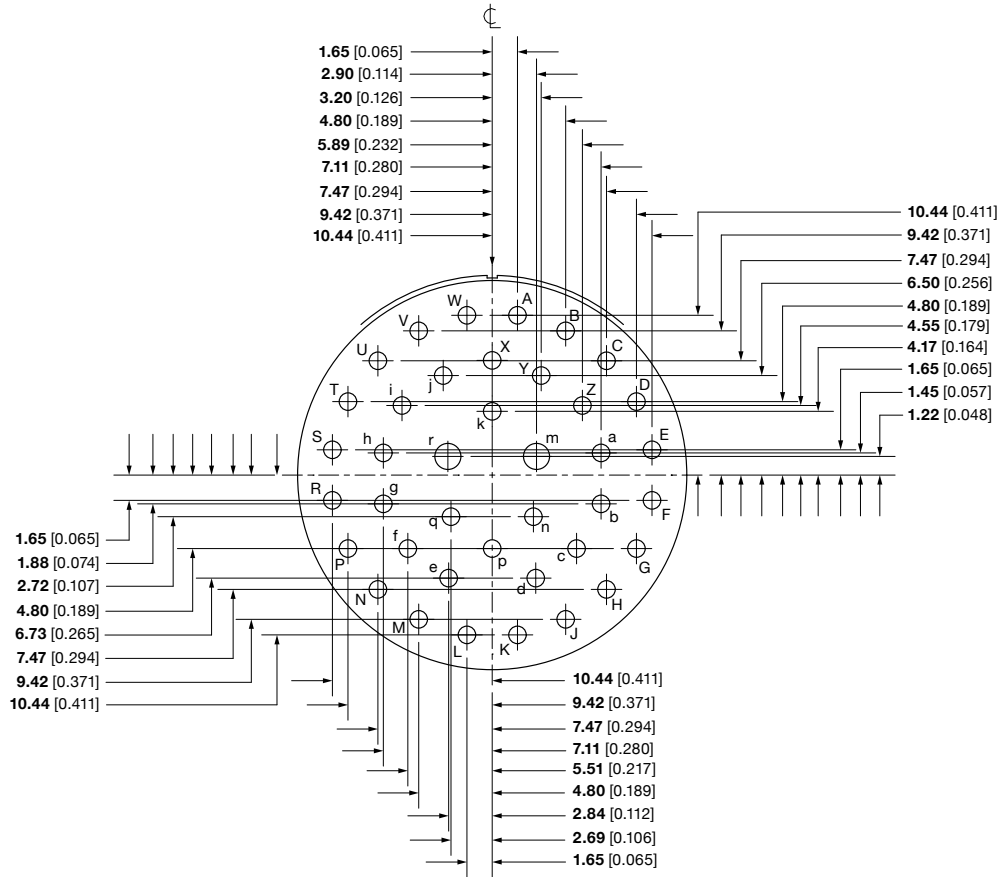 ℄
1.65 [0.065]
2.90 [0.114]
3.20 [0.126]
4.80 [0.189]
5.89 [0.232]
7.11 [0.280]
7.47 [0.294]
9.42 [0.371]
10.44 [0.411]
10.44 [0.411]
9.42 [0.371]
7.47 [0.294]
6.50 [0.256]
4.80 [0.189]
4.55 [0.179]
4.17 [0.164]
1.65 [0.065]
1.45 [0.057]
1.22 [0.048]
W A
V B
U X C
j Y
T i Z D
k
S h r m a E
R g b F
q n
P f p c G
e d
N H
M J
L K
1.65 [0.065]
1.88 [0.074]
2.72 [0.107]
4.80 [0.189]
6.73 [0.265]
7.47 [0.294]
9.42 [0.371]
10.44 [0.411]
10.44 [0.411]
9.42 [0.371]
7.47 [0.294]
7.11 [0.280]
5.51 [0.217]
4.80 [0.189]
2.84 [0.112]
2.69 [0.106]
1.65 [0.065]